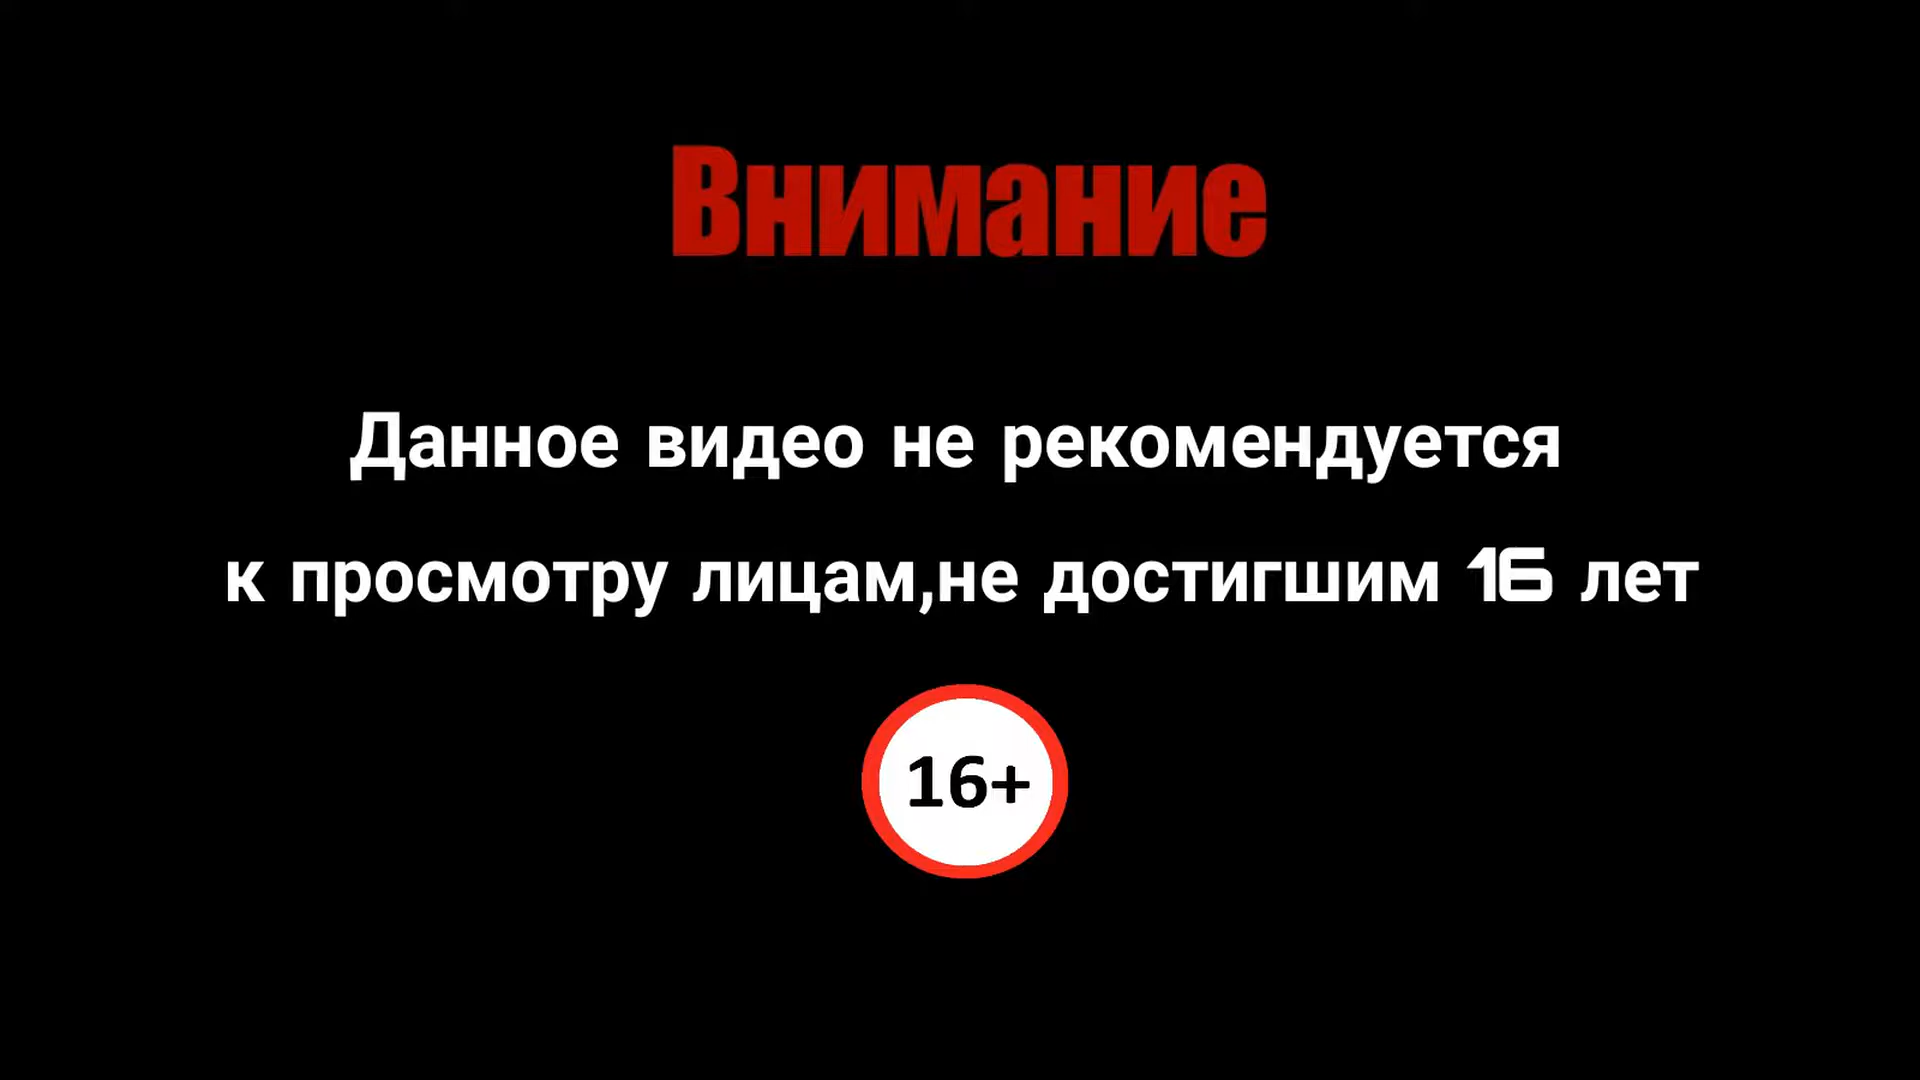 Внимание
Данное видео не рекомендуется
к просмотру лицам,не достигшим 16 лет
16+